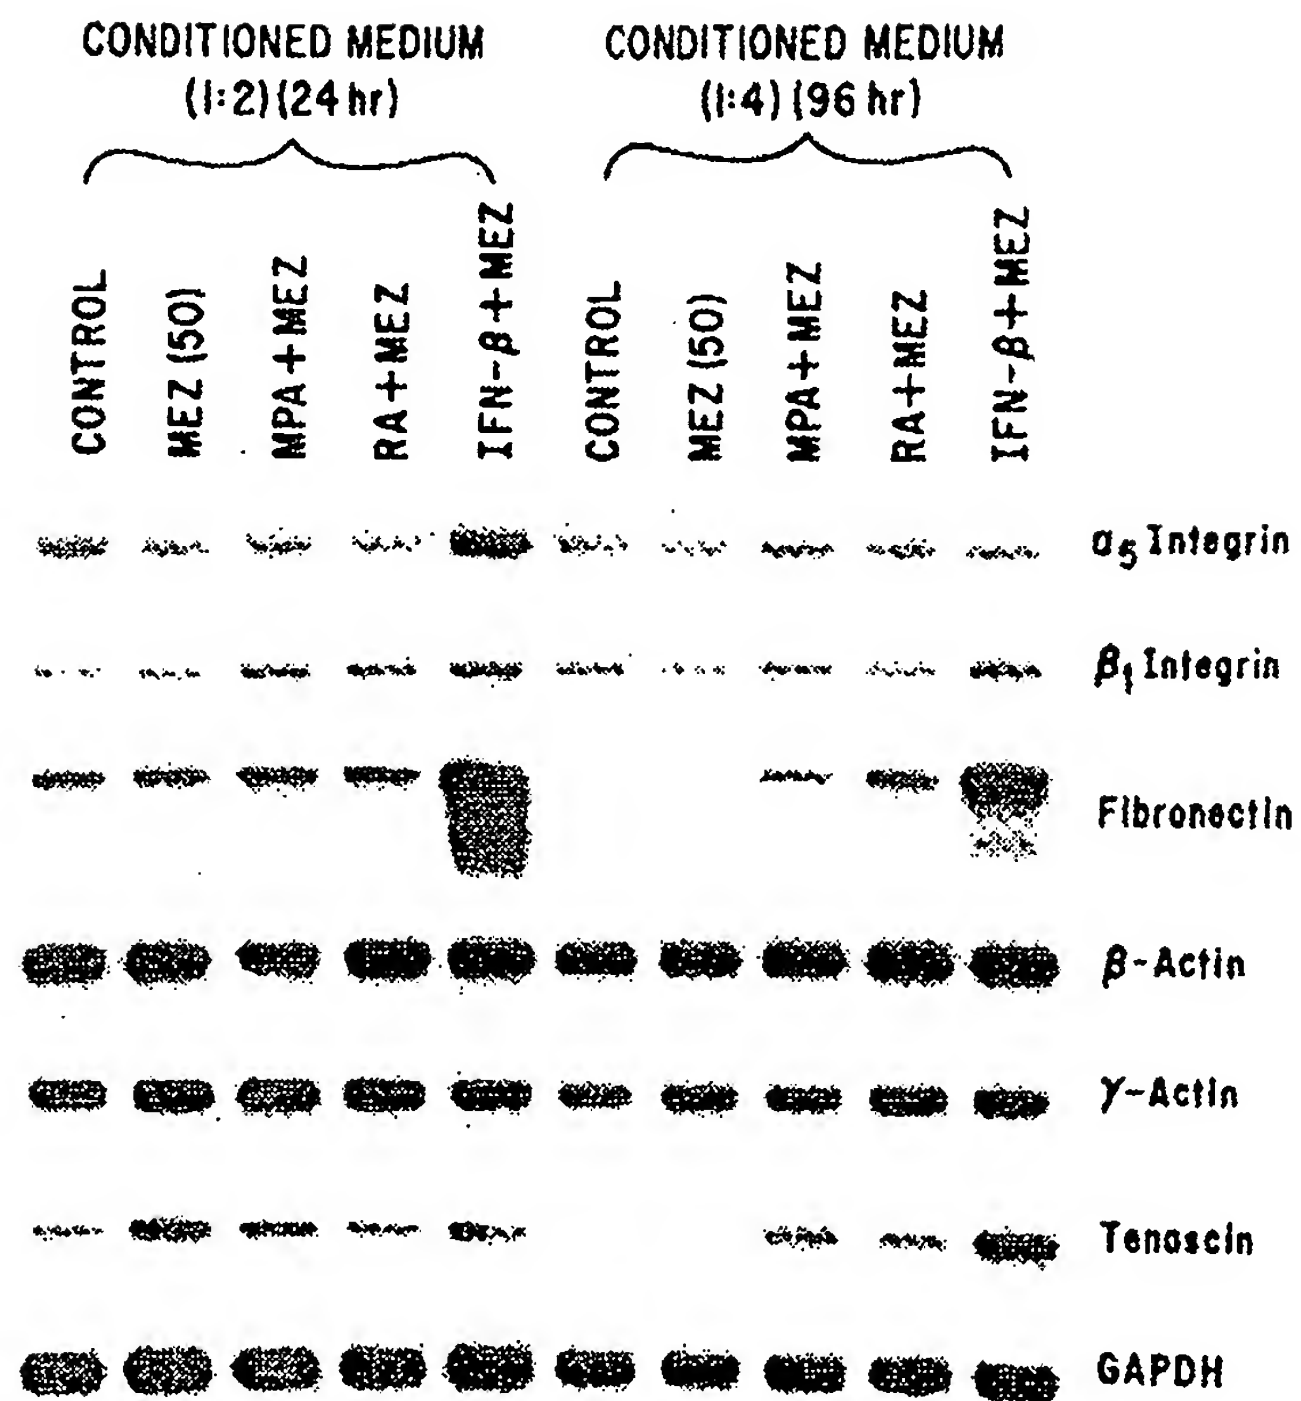 CONDITIONED MEDIUM
(1:2)(24 hr)
CONDITIONED MEDIUM
(1:4)(96 hr)
CONTROL
MEZ (50)
MPA+MEZ
RA+MEZ
IFN-β+MEZ
CONTROL
MEZ (50)
MPA+MEZ
RA+MEZ
IFN-β+MEZ
α5 Integrin
β1 Integrin
Fibronectin
β-Actin
γ-Actin
Tenascin
GAPDH